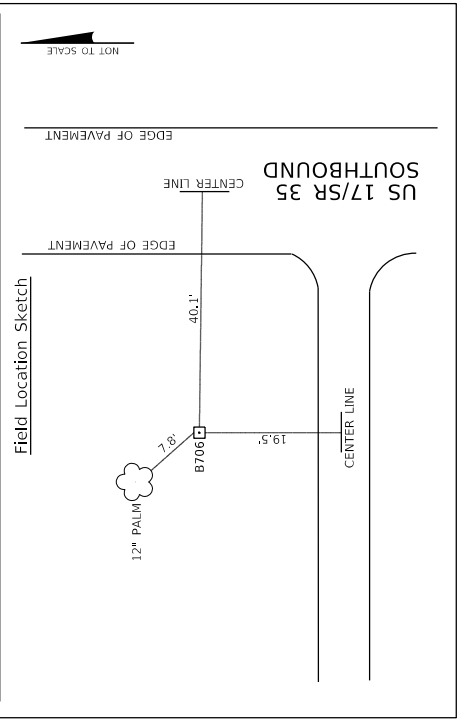 Field Location Sketch
NOT TO SCALE
EDGE OF PAVEMENT
US 17/SR 35
SOUTHBOUND
CENTER LINE
EDGE OF PAVEMENT
40.1'
7.8'
B706
19.5'
CENTER LINE
12" PALM